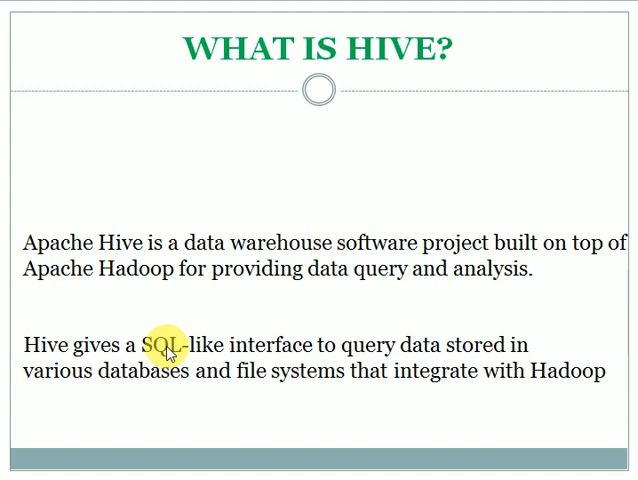 WHAT IS HIVE?
Apache Hive is a data warehouse software project built on top of
Apache Hadoop for providing data query and analysis.
Hive gives a SQL-like interface to query data stored in
various databases and file systems that integrate with Hadoop